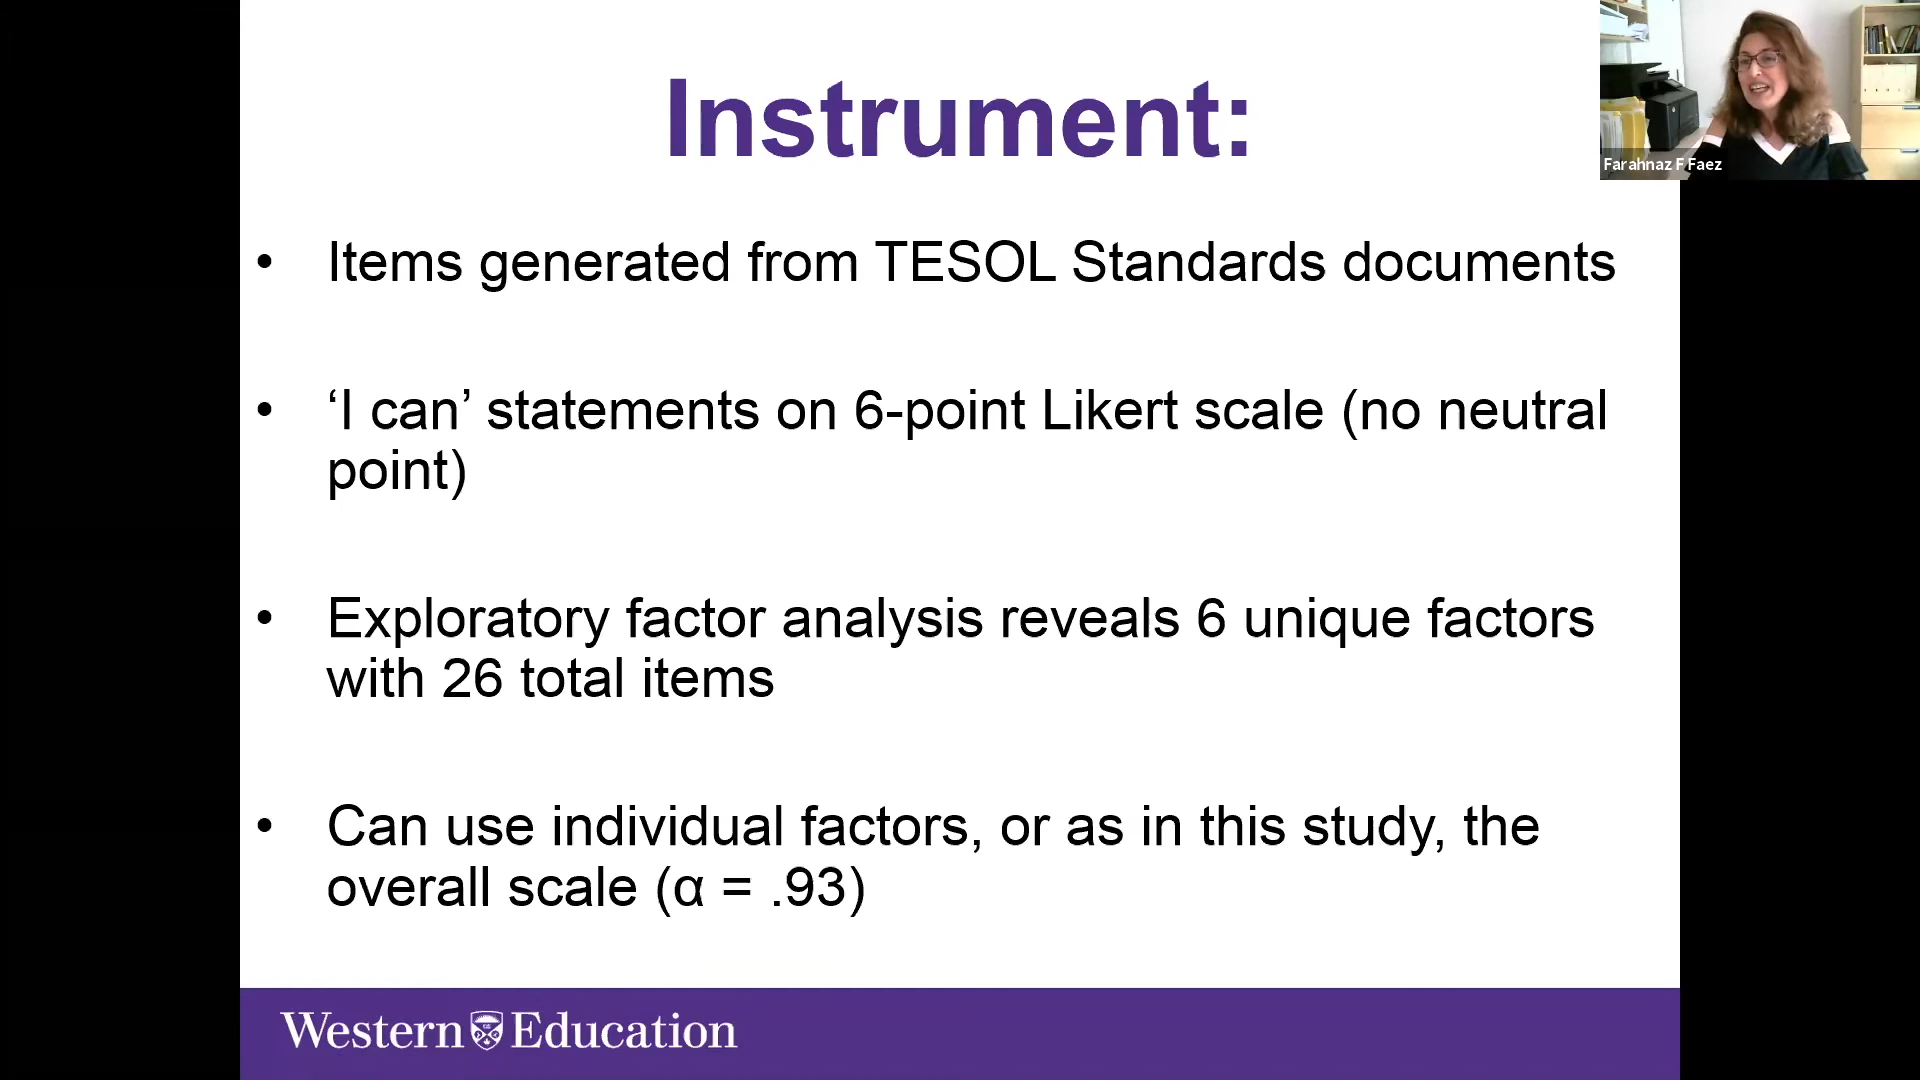 Instrument:
Farahnaz F Faez
• Items generated from TESOL Standards documents
• ‘I can’ statements on 6-point Likert scale (no neutral
point)
• Exploratory factor analysis reveals 6 unique factors
with 26 total items
• Can use individual factors, or as in this study, the
overall scale (α = .93)
Western Education